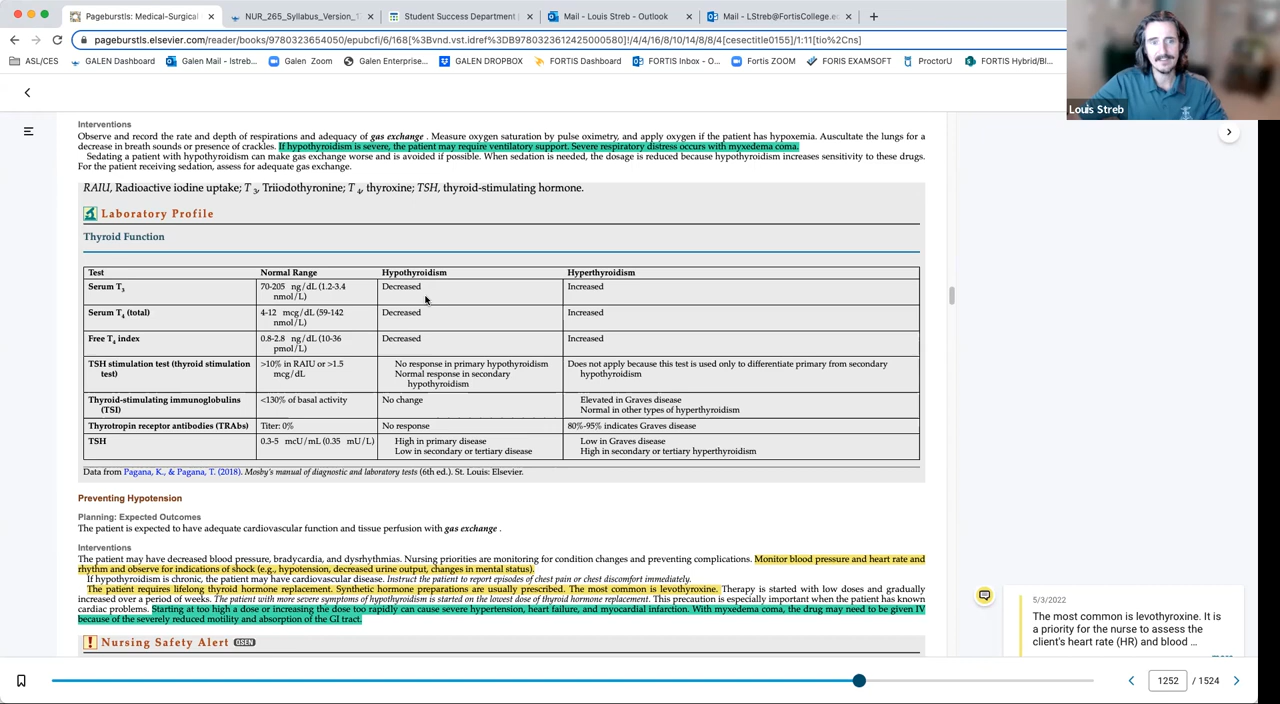 Pageburstls: Medical-Surgical
NUR_265_Syllabus_Version_1
Student Success Department
Mail - Louis Streb - Outlook
Mail - LStreb@FortisCollege.e
pageburstls.elsevier.com/reader/books/9780323654050/epubcfi/6/168[%3Bvnd.vst.idref%3DB9780323612425000580]!/4/4/16/8/10/14/8/8/4[cesectitle0155]/1:11[tio%2Cns]
ASL/CES
GALEN Dashboard
Galen Mail - lstreb...
Galen Zoom
Galen Enterprise...
GALEN DROPBOX
FORTIS Dashboard
FORTIS Inbox - O...
Fortis ZOOM
FORIS EXAMSOFT
ProctorU
FORTIS Hybrid/Bl...
Louis Streb
Interventions
Observe and record the rate and depth of respirations and adequacy of gas exchange . Measure oxygen saturation by pulse oximetry, and apply oxygen if the patient has hypoxemia. Auscultate the lungs for a
decrease in breath sounds or presence of crackles. If hypothyroidism is severe, the patient may require ventilatory support. Severe respiratory distress occurs with myxedema coma.
Sedating a patient with hypothyroidism can make gas exchange worse and is avoided if possible. When sedation is needed, the dosage is reduced because hypothyroidism increases sensitivity to these drugs.
For the patient receiving sedation, assess for adequate gas exchange.
RAIU, Radioactive iodine uptake; T 3, Triiodothyronine; T 4, thyroxine; TSH, thyroid-stimulating hormone.
Laboratory Profile
Thyroid Function
Test Normal Range Hypothyroidism Hyperthyroidism
Serum T3 70-205 ng/dL (1.2-3.4 Decreased Increased
nmol/L)
Serum T4 (total) 4-12 mcg/dL (59-142 Decreased Increased
nmol/L)
Free T4 index 0.8-2.8 ng/dL (10-36 Decreased Increased
pmol/L)
TSH stimulation test (thyroid stimulation >10% in RAIU or >1.5 No response in primary hypothyroidism Does not apply because this test is used only to differentiate primary from secondary
test) mcg/dL Normal response in secondary hypothyroidism
hypothyroidism
Thyroid-stimulating immunoglobulins <130% of basal activity No change Elevated in Graves disease
(TSI) Normal in other types of hyperthyroidism
Thyrotropin receptor antibodies (TRAbs) Titer: 0% No response 80%-95% indicates Graves disease
TSH 0.3-5 mcU/mL (0.35 mU/L) High in primary disease Low in Graves disease
Low in secondary or tertiary disease High in secondary or tertiary hyperthyroidism
Data from Pagana, K., & Pagana, T. (2018). Mosby's manual of diagnostic and laboratory tests (6th ed.). St. Louis: Elsevier.
Preventing Hypotension
Planning: Expected Outcomes
The patient is expected to have adequate cardiovascular function and tissue perfusion with gas exchange .
Interventions
The patient may have decreased blood pressure, bradycardia, and dysrhythmias. Nursing priorities are monitoring for condition changes and preventing complications. Monitor blood pressure and heart rate and
rhythm and observe for indications of shock (e.g., hypotension, decreased urine output, changes in mental status).
If hypothyroidism is chronic, the patient may have cardiovascular disease. Instruct the patient to report episodes of chest pain or chest discomfort immediately.
The patient requires lifelong thyroid hormone replacement. Synthetic hormone preparations are usually prescribed. The most common is levothyroxine. Therapy is started with low doses and gradually
increased over a period of weeks. The patient with more severe symptoms of hypothyroidism is started on the lowest dose of thyroid hormone replacement. This precaution is especially important when the patient has known
cardiac problems. Starting at too high a dose or increasing the dose too rapidly can cause severe hypertension, heart failure, and myocardial infarction. With myxedema coma, the drug may need to be given IV
because of the severely reduced motility and absorption of the GI tract.
Nursing Safety Alert QSEN
5/3/2022
The most common is levothyroxine. It is
a priority for the nurse to assess the
client's heart rate (HR) and blood ...
1252 / 1524